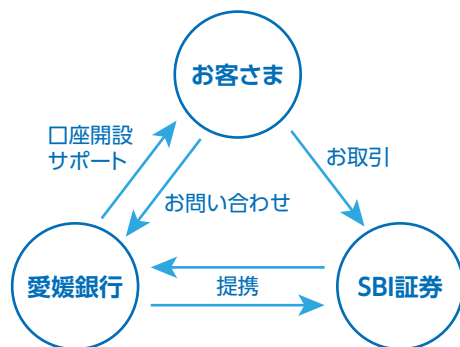 お客さま
口座開設
サポート
お取引
お問い合わせ
愛媛銀行
提携
SBI証券